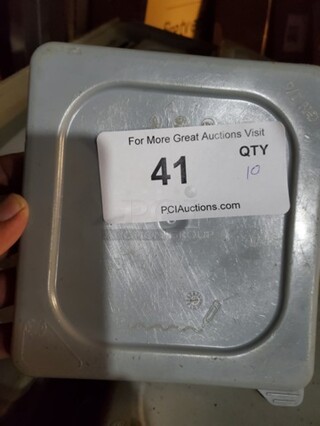 For More Great Auctions Visit
41
QTY
10
PCIAuctions.com